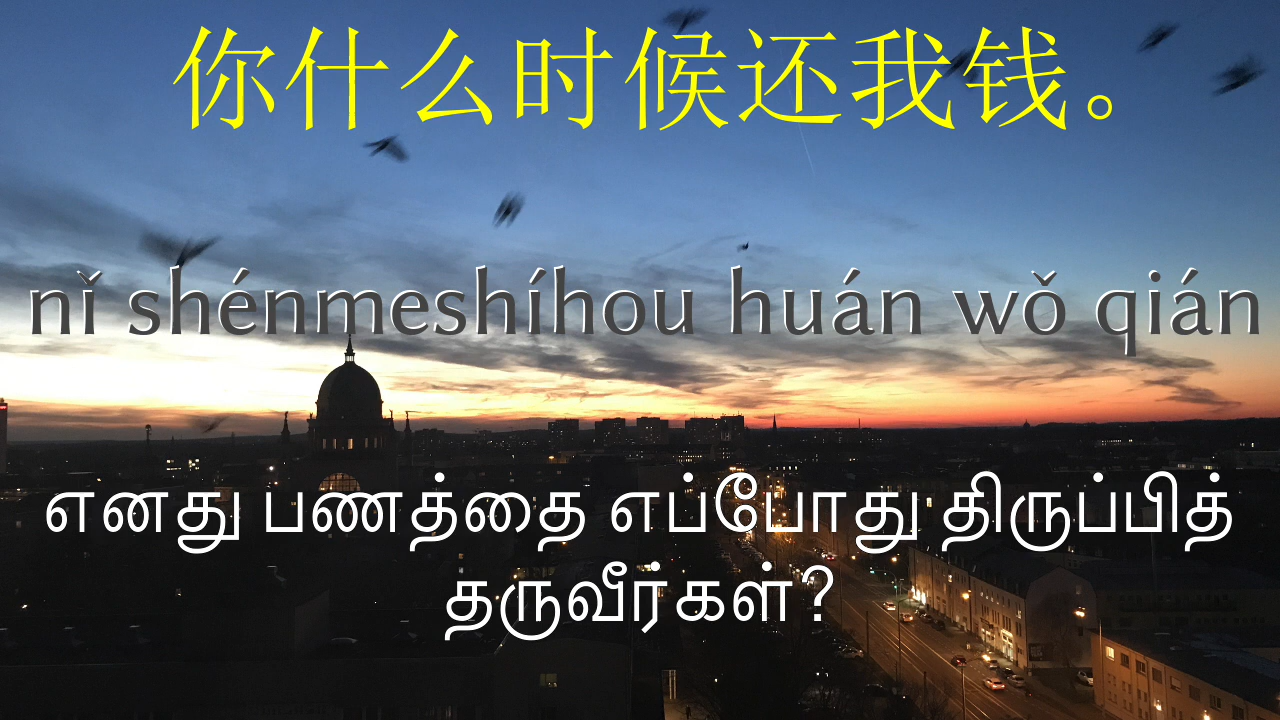 你什么时候还我钱。
nǐ shénmeshíhou huán wǒ qián
எனது பணத்தை எப்போது திருப்பித்
தருவீர்கள்?